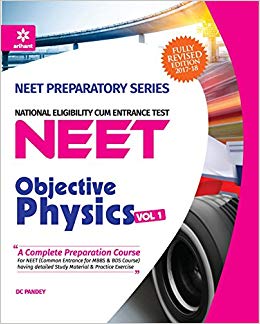 arihant
FULLY
REVISED
EDITION
2017-18
NEET PREPARATORY SERIES
NATIONAL ELIGIBILITY CUM ENTRANCE TEST
NEET
Objective
Physics VOL 1
"A Complete Preparation Course
For NEET (Common Entrance for MBBS & BDS Course)
having detailed Study Material & Practice Exercise
DC PANDEY